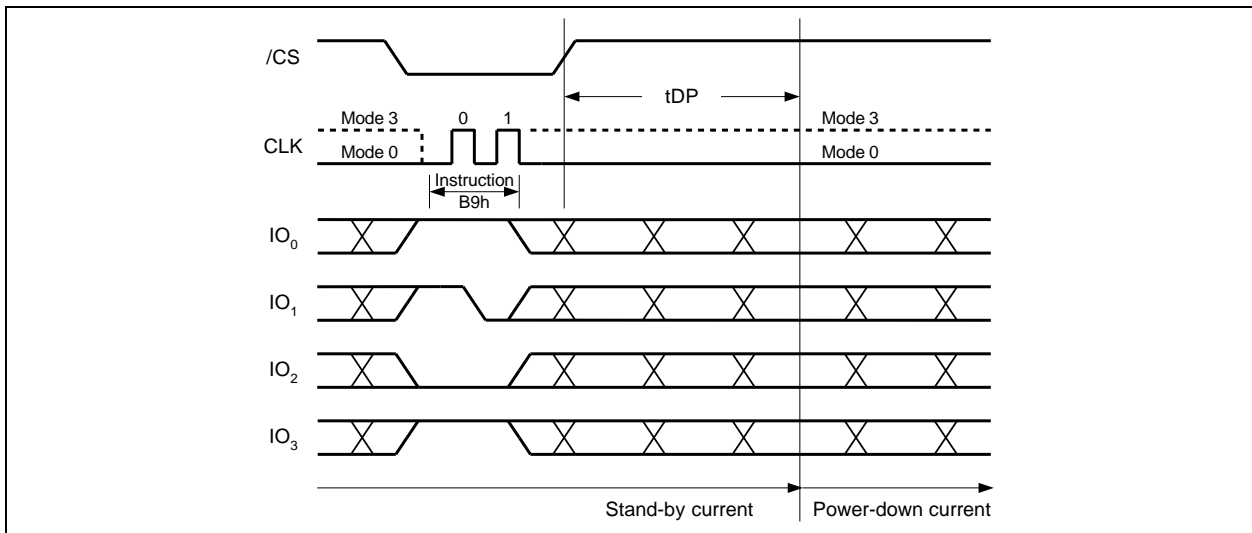 /CS
tDP
Mode 3 0 1 Mode 3
CLK
Mode 0 Mode 0
Instruction
B9h
IO0
IO1
IO2
IO3
Stand-by current Power-down current